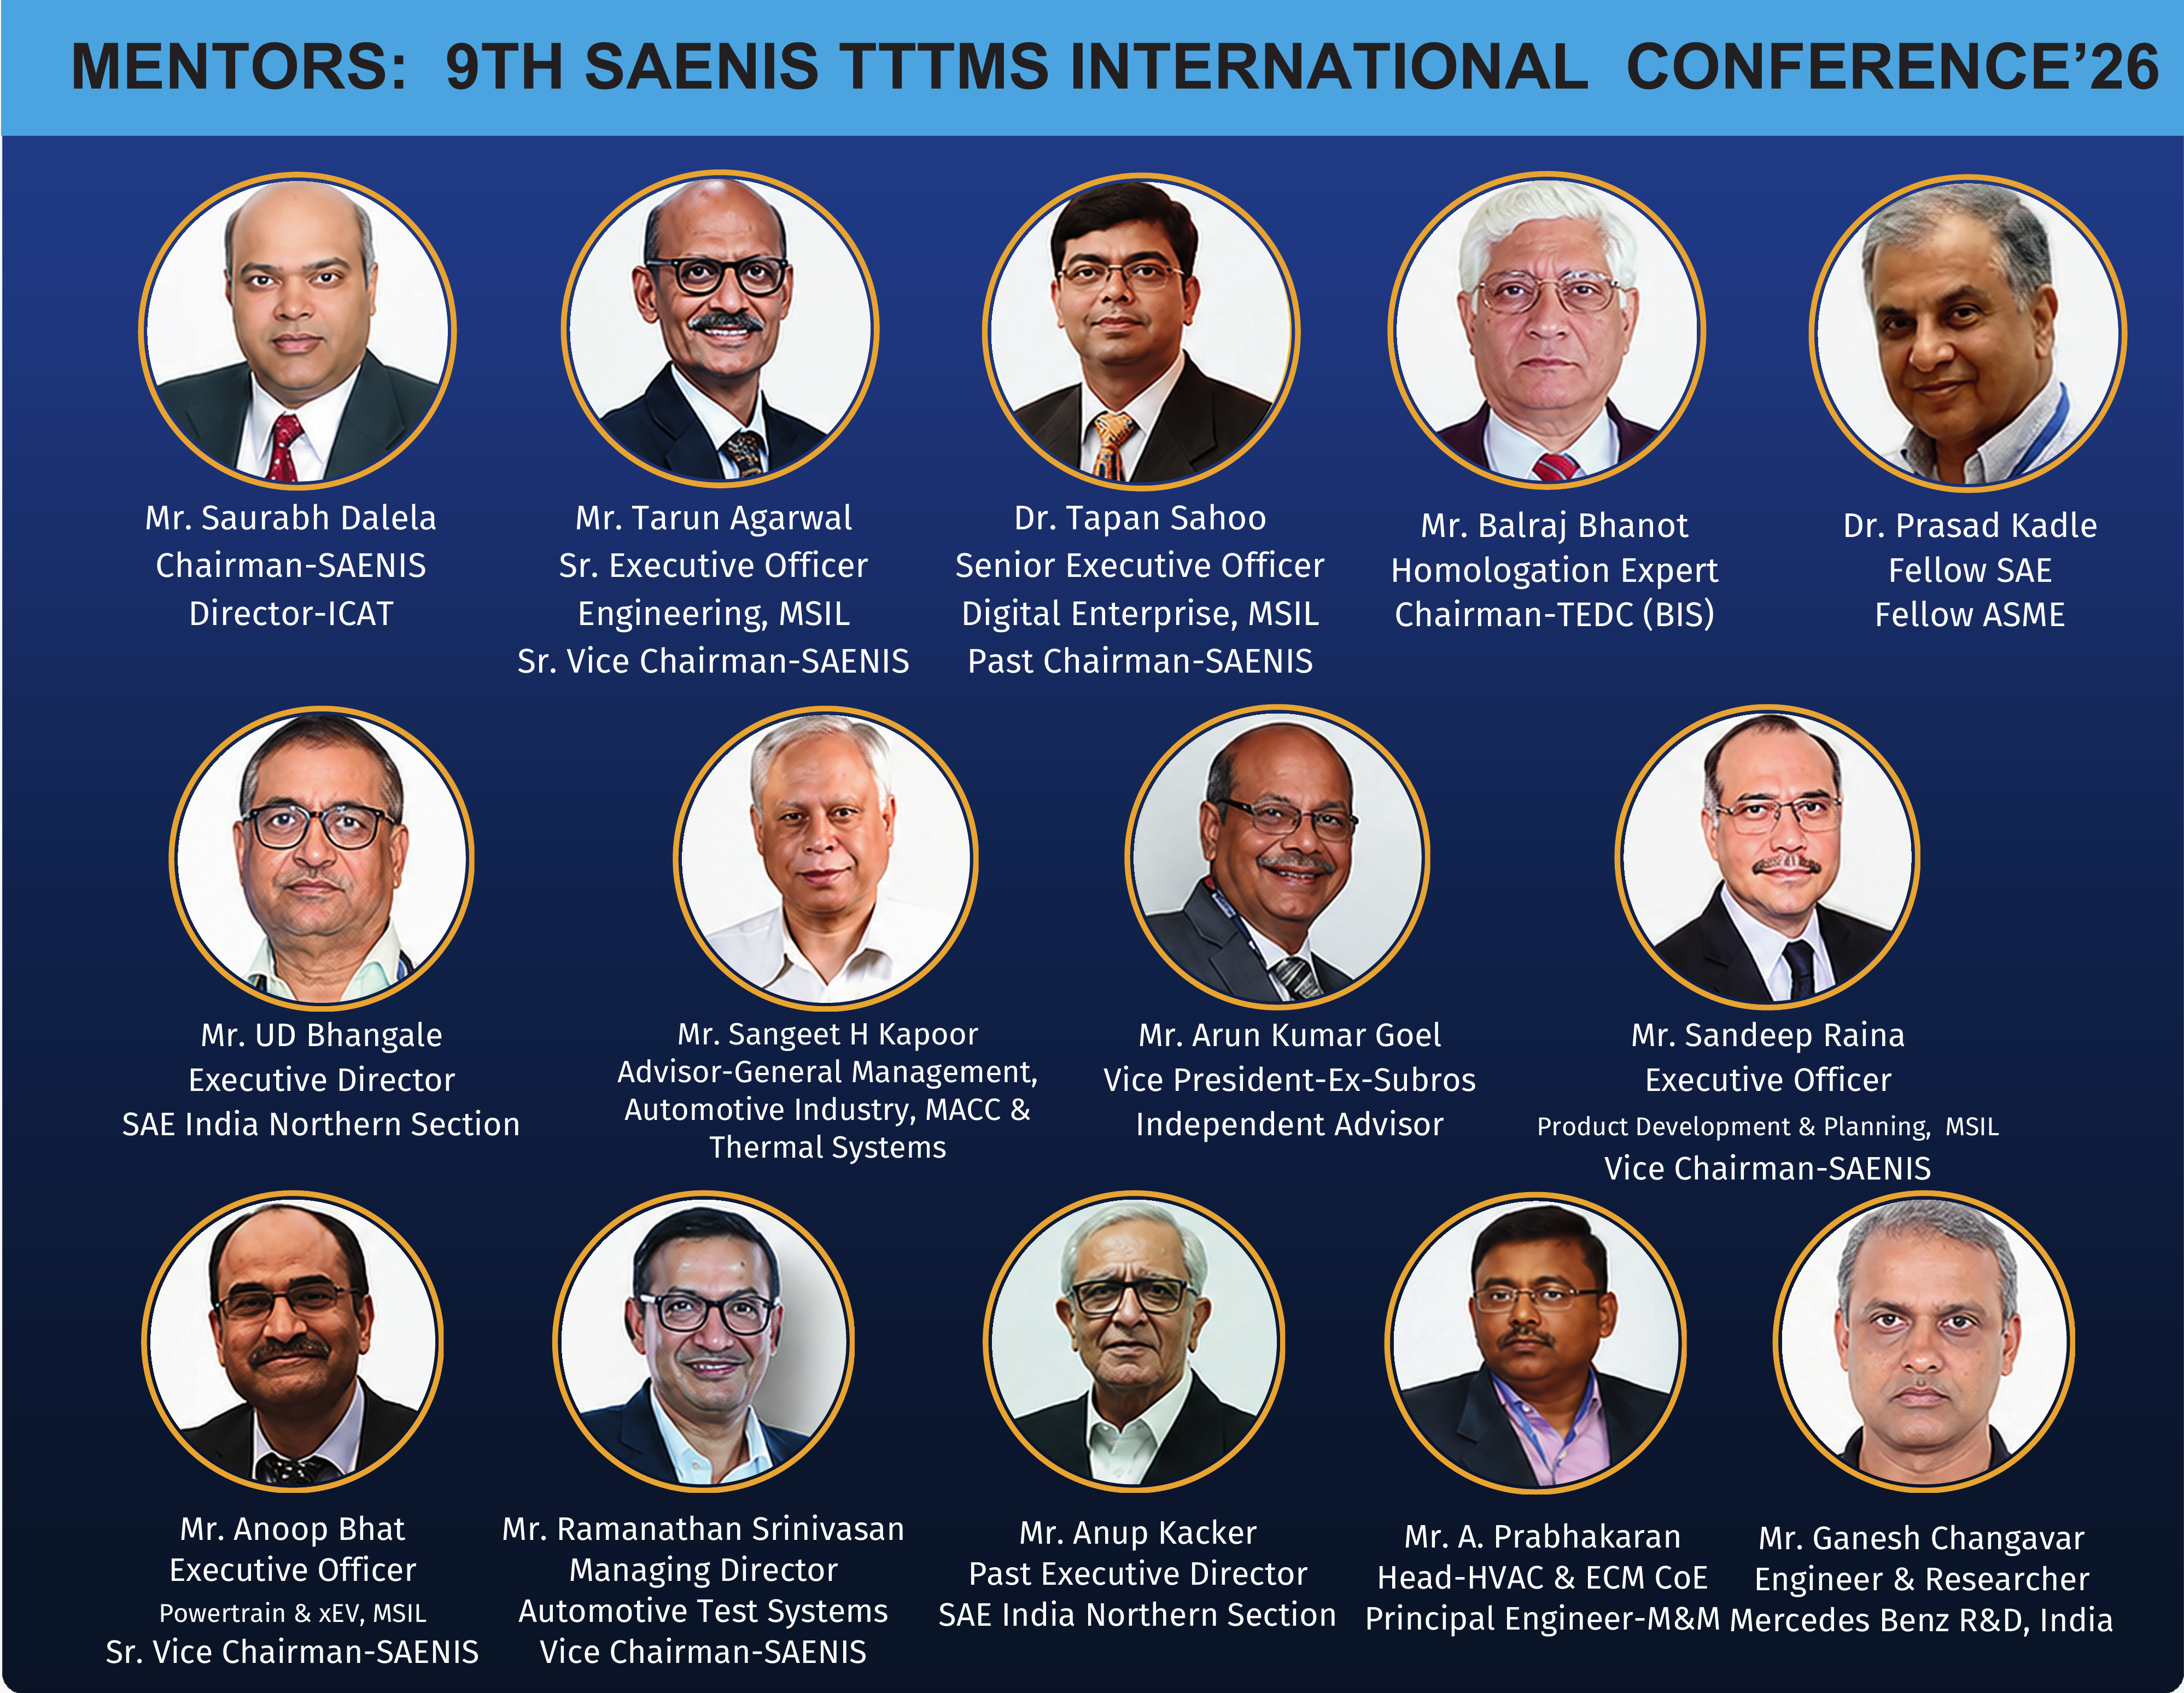 MENTORS: 9TH SAENIS TTTMS INTERNATIONAL CONFERENCE’26
Mr. Saurabh Dalela
Chairman-SAENIS
Director-ICAT
Mr. Tarun Agarwal
Sr. Executive Officer
Engineering, MSIL
Sr. Vice Chairman-SAENIS
Dr. Tapan Sahoo
Senior Executive Officer
Digital Enterprise, MSIL
Past Chairman-SAENIS
Mr. Balraj Bhanot
Homologation Expert
Chairman-TEDC (BIS)
Dr. Prasad Kadle
Fellow SAE
Fellow ASME
Mr. UD Bhangale
Executive Director
SAE India Northern Section
Mr. Sangeet H Kapoor
Advisor-General Management,
Automotive Industry, MACC &
Thermal Systems
Mr. Arun Kumar Goel
Vice President-Ex-Subros
Independent Advisor
Mr. Sandeep Raina
Executive Officer
Product Development & Planning, MSIL
Vice Chairman-SAENIS
Mr. Anoop Bhat
Executive Officer
Powertrain & xEV, MSIL
Sr. Vice Chairman-SAENIS
Mr. Ramanathan Srinivasan
Managing Director
Automotive Test Systems
Vice Chairman-SAENIS
Mr. Anup Kacker
Past Executive Director
SAE India Northern Section
Mr. A. Prabhakaran
Head-HVAC & ECM CoE
Principal Engineer-M&M
Mr. Ganesh Changavar
Engineer & Researcher
Mercedes Benz R&D, India